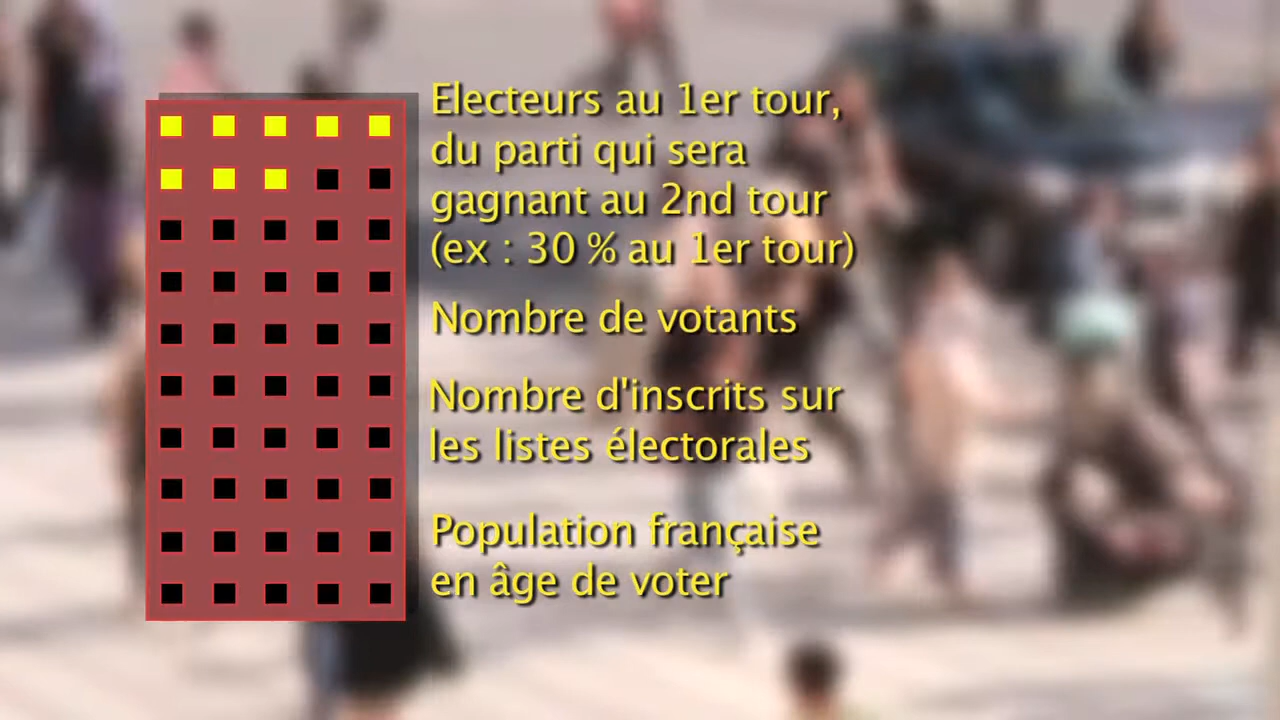 Electeurs au 1er tour,
du parti qui sera
gagnant au 2nd tour
(ex : 30 % au 1er tour)
Nombre de votants
Nombre d'inscrits sur
les listes électorales
Population française
en âge de voter